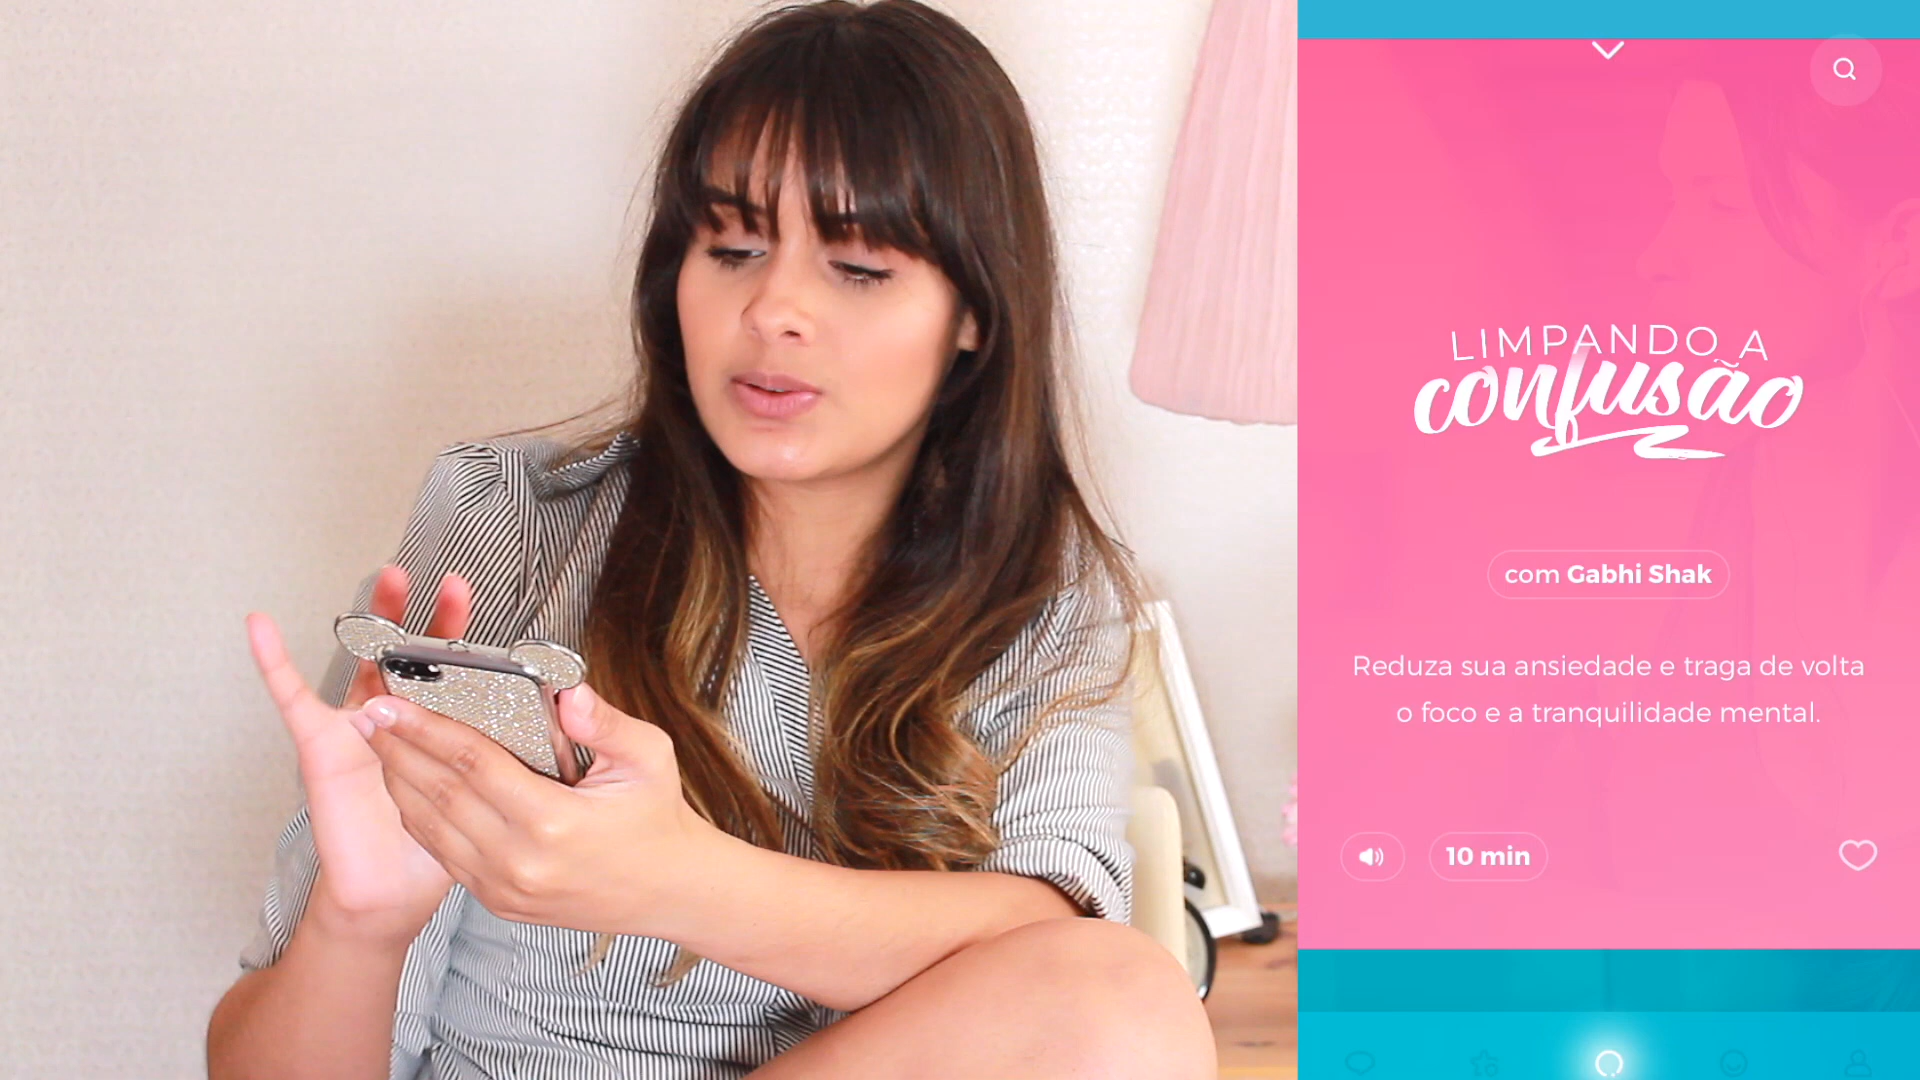 LIMPANDO A
confusão
com Gabhi Shak
Reduza sua ansiedade e traga de volta
o foco e a tranquilidade mental.
10 min